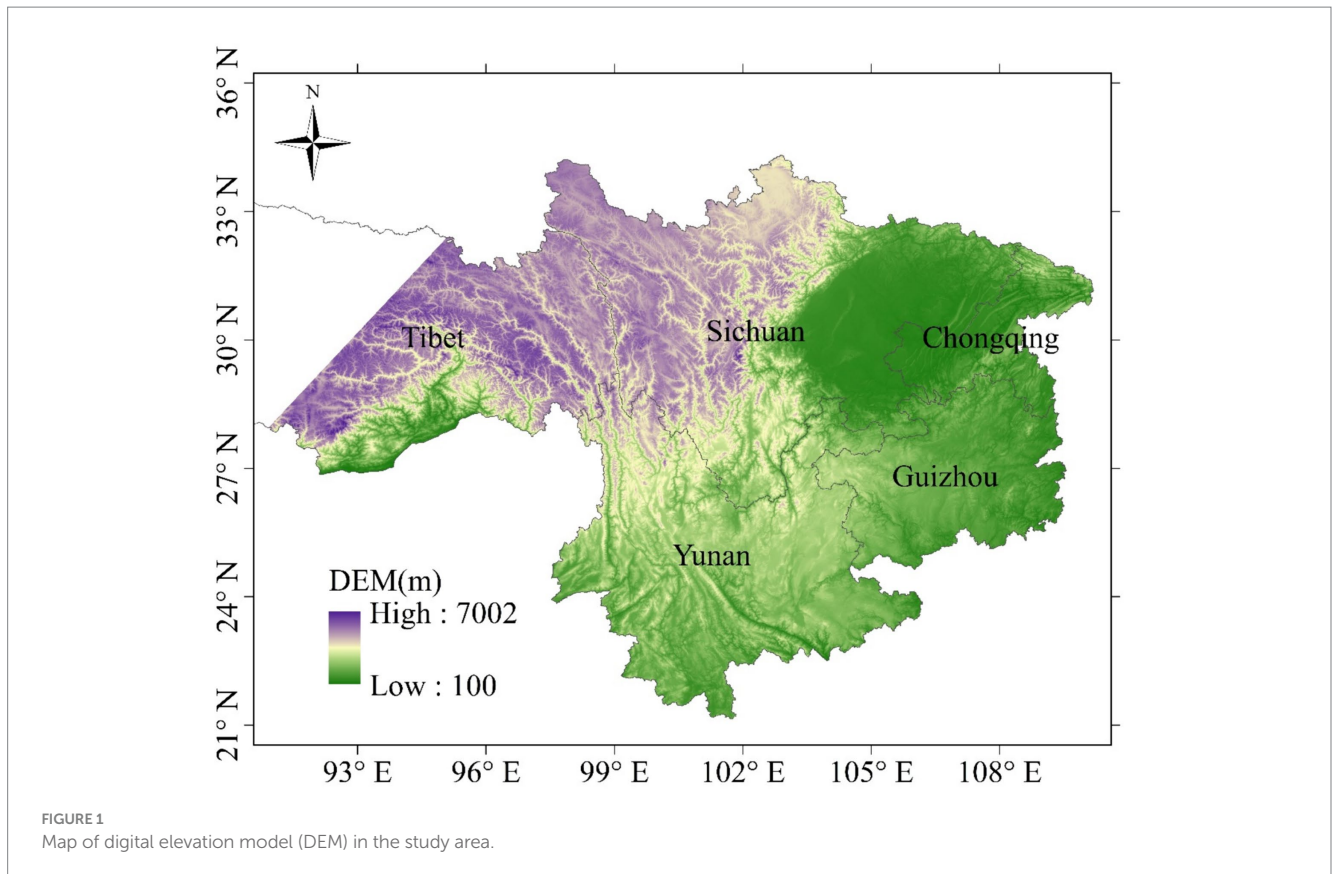 36° N
33° N
30° N
27° N
24° N
21° N
N
Tibet
Sichuan
Chongqing
Guizhou
Yunan
DEM(m)
High : 7002
Low : 100
93° E
96° E
99° E
102° E
105° E
108° E
FIGURE 1
Map of digital elevation model (DEM) in the study area.